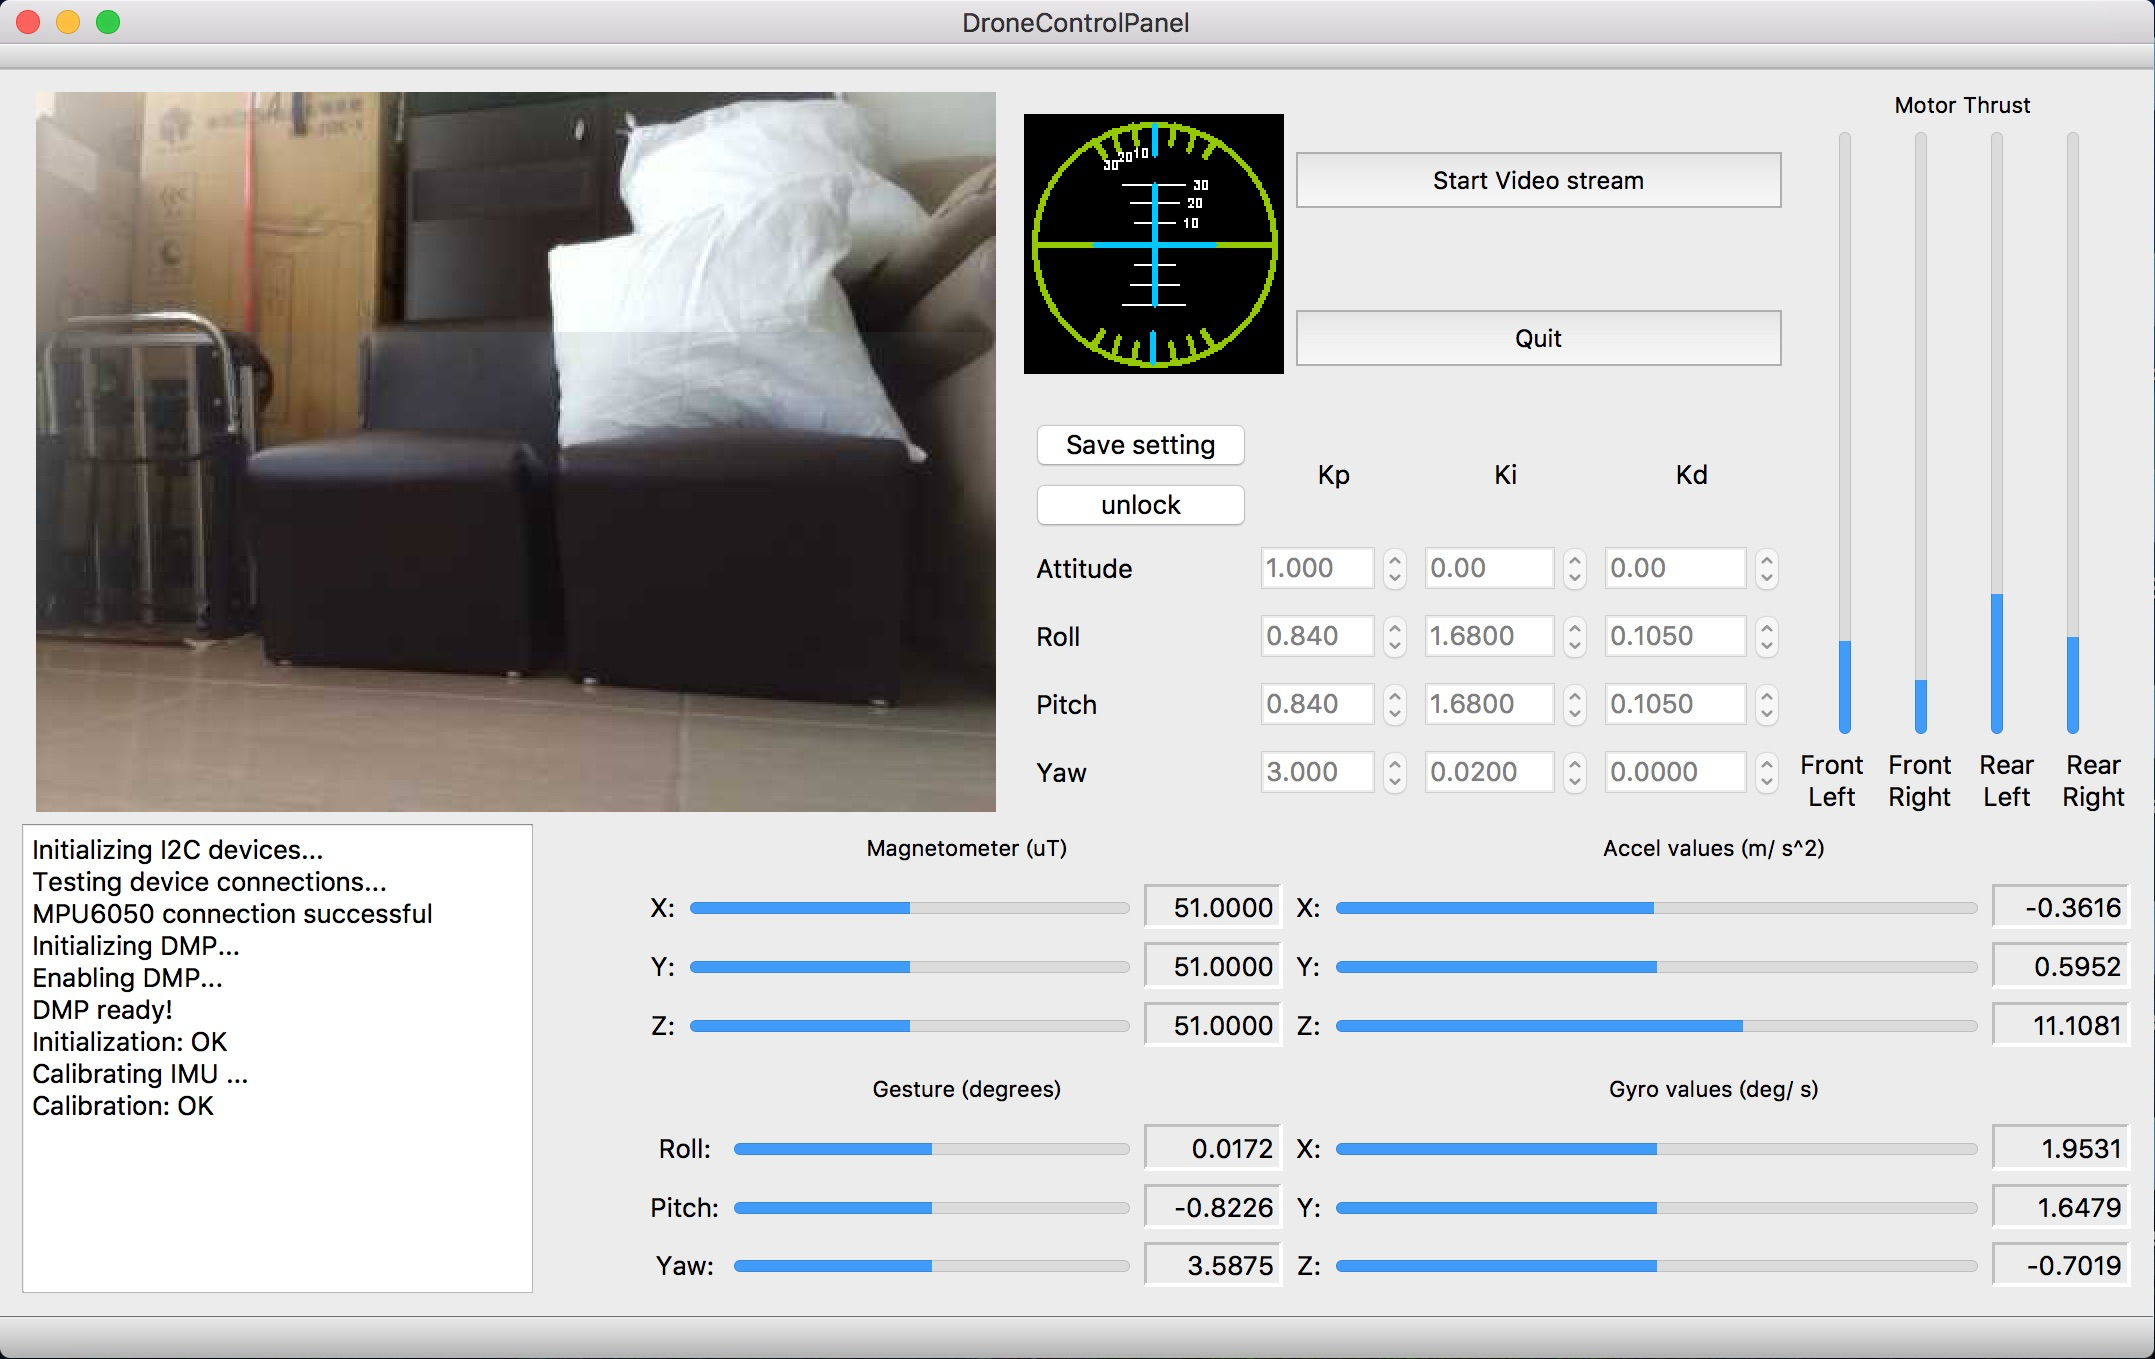 DroneControlPanel
Motor Thrust
30 20 10
30
20
10
Start Video stream
Quit
Save setting
unlock
Kp Ki Kd
Attitude 1.000 0.00 0.00
Roll 0.840 1.6800 0.1050
Pitch 0.840 1.6800 0.1050
Yaw 3.000 0.0200 0.0000
Front Left
Front Right
Rear Left
Rear Right
Initializing I2C devices...
Testing device connections...
MPU6050 connection successful
Initializing DMP...
Enabling DMP...
DMP ready!
Initialization: OK
Calibrating IMU ...
Calibration: OK
Magnetometer (uT)
X: 51.0000
Y: 51.0000
Z: 51.0000
Accel values (m/ s^2)
X: -0.3616
Y: 0.5952
Z: 11.1081
Gesture (degrees)
Roll: 0.0172
Pitch: -0.8226
Yaw: 3.5875
Gyro values (deg/ s)
X: 1.9531
Y: 1.6479
Z: -0.7019